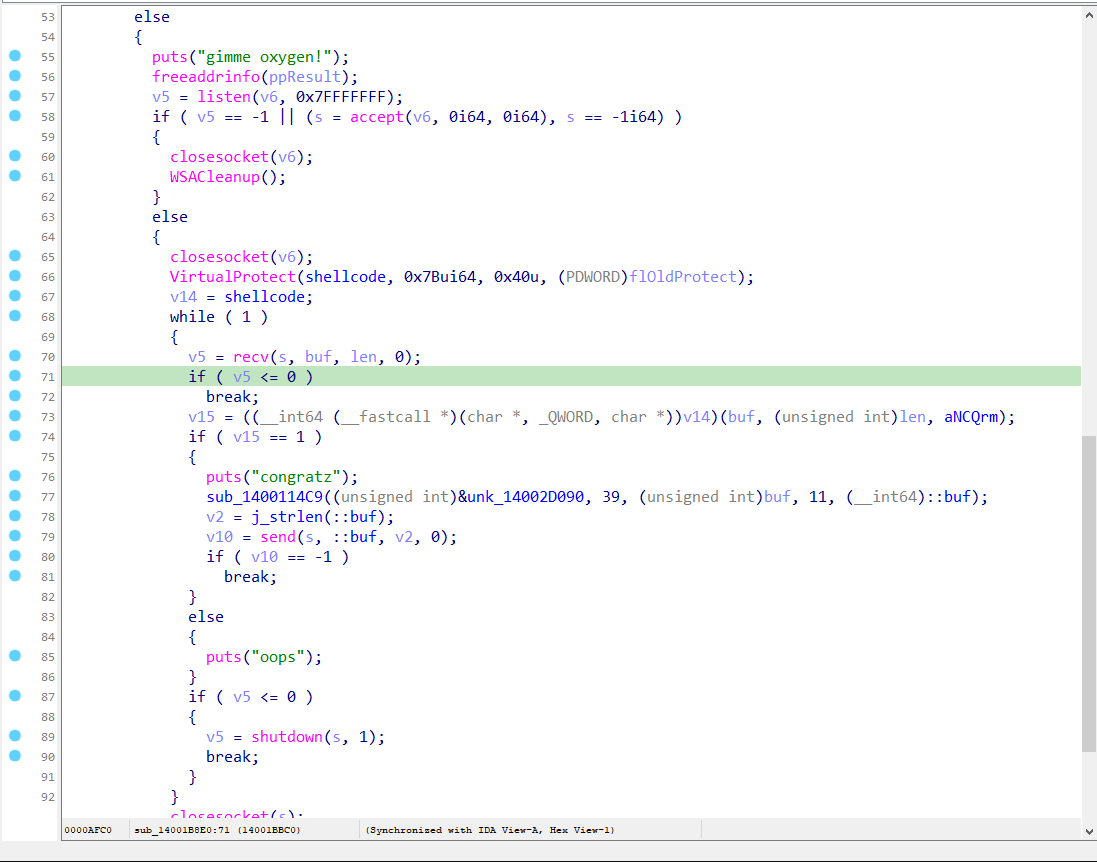 53 else
54 {
55 puts("gimme oxygen!");
56 freeaddrinfo(ppResult);
57 v5 = listen(v6, 0x7FFFFFFF);
58 if ( v5 == -1 || (s = accept(v6, 0i64, 0i64), s == -1i64) )
59 {
60 closesocket(v6);
61 WSACleanup();
62 }
63 else
64 {
65 closesocket(v6);
66 VirtualProtect(shellcode, 0x7Bui64, 0x40u, (PDWORD)flOldProtect);
67 v14 = shellcode;
68 while ( 1 )
69 {
70 v5 = recv(s, buf, len, 0);
71 if ( v5 <= 0 )
72 break;
73 v15 = ((__int64 (__fastcall *)(char *, _QWORD, char *))v14)(buf, (unsigned int)len, aNCQrm);
74 if ( v15 == 1 )
75 {
76 puts("congratz");
77 sub_1400114C9((unsigned int)&unk_14002D090, 39, (unsigned int)buf, 11, (__int64)::buf);
78 v2 = j_strlen(::buf);
79 v10 = send(s, ::buf, v2, 0);
80 if ( v10 == -1 )
81 break;
82 }
83 else
84 {
85 puts("oops");
86 }
87 if ( v5 <= 0 )
88 {
89 v5 = shutdown(s, 1);
90 break;
91 }
92 }
closesocket(s);
0000AFC0 sub_14001B8E0:71 (14001BBC0) (Synchronized with IDA View-A, Hex View-1)